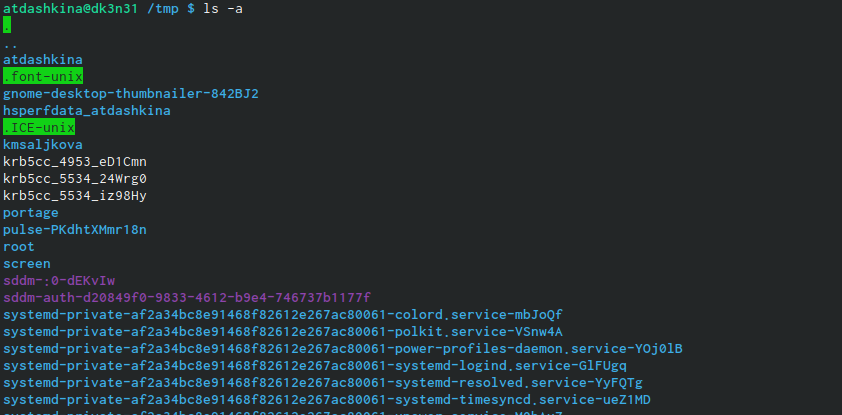 atdashkina@dk3n31 /tmp $ ls -a
.
..
atdashkina
.font-unix
gnome-desktop-thumbnailer-842BJ2
hsperfdata_atdashkina
.ICE-unix
kmsaljkova
krb5cc_4953_eD1Cmn
krb5cc_5534_24Wrg0
krb5cc_5534_iz98Hy
portage
pulse-PKdhtXMmr18n
root
screen
sddm-:0-dEKvIw
sddm-auth-d20849f0-9833-4612-b9e4-746737b1177f
systemd-private-af2a34bc8e91468f82612e267ac80061-colord.service-mbJoQf
systemd-private-af2a34bc8e91468f82612e267ac80061-polkit.service-VSnw4A
systemd-private-af2a34bc8e91468f82612e267ac80061-power-profiles-daemon.service-YOj0lB
systemd-private-af2a34bc8e91468f82612e267ac80061-systemd-logind.service-GlFUgq
systemd-private-af2a34bc8e91468f82612e267ac80061-systemd-resolved.service-YyFQTg
systemd-private-af2a34bc8e91468f82612e267ac80061-systemd-timesyncd.service-ueZ1MD